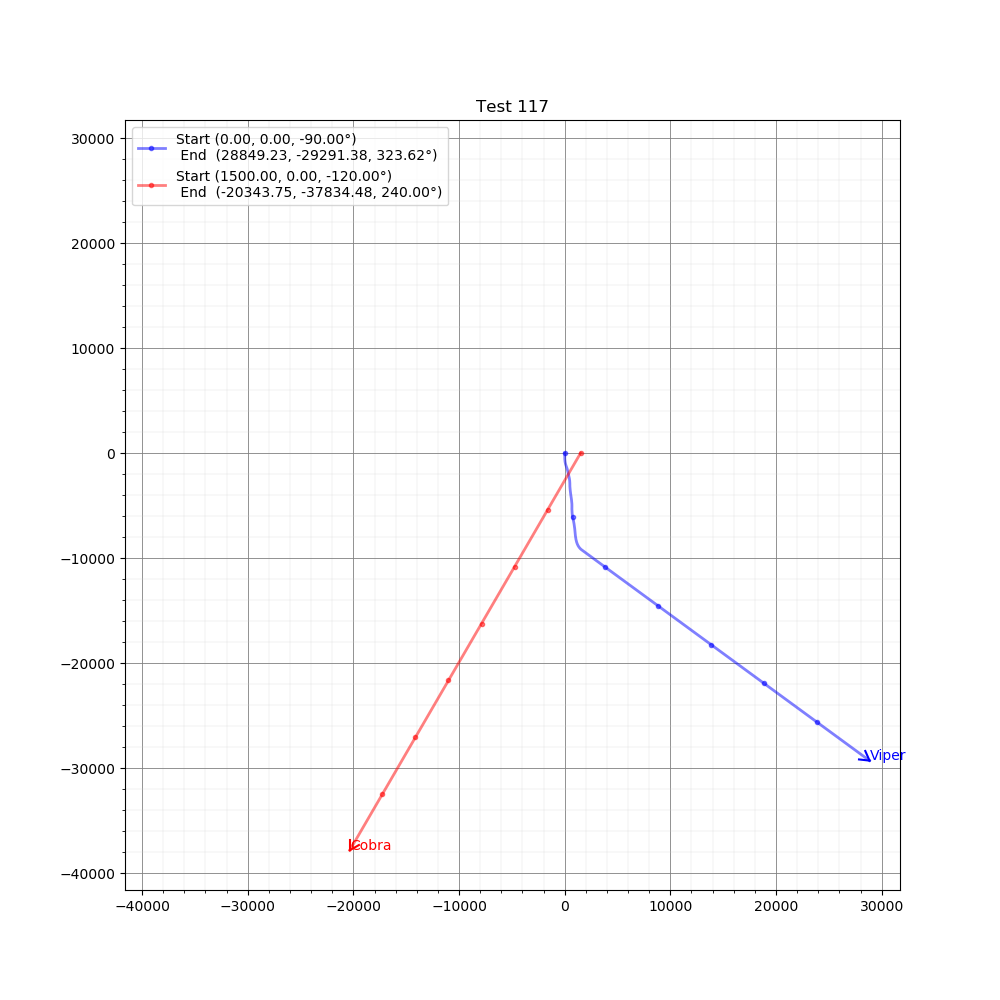 Test 117
Start (0.00, 0.00, -90.00°)
End  (28849.23, -29291.38, 323.62°)
Start (1500.00, 0.00, -120.00°)
End  (-20343.75, -37834.48, 240.00°)
30000
20000
10000
0
−10000
−20000
−30000
−40000
Viper
Cobra
−40000 −30000 −20000 −10000 0 10000 20000 30000